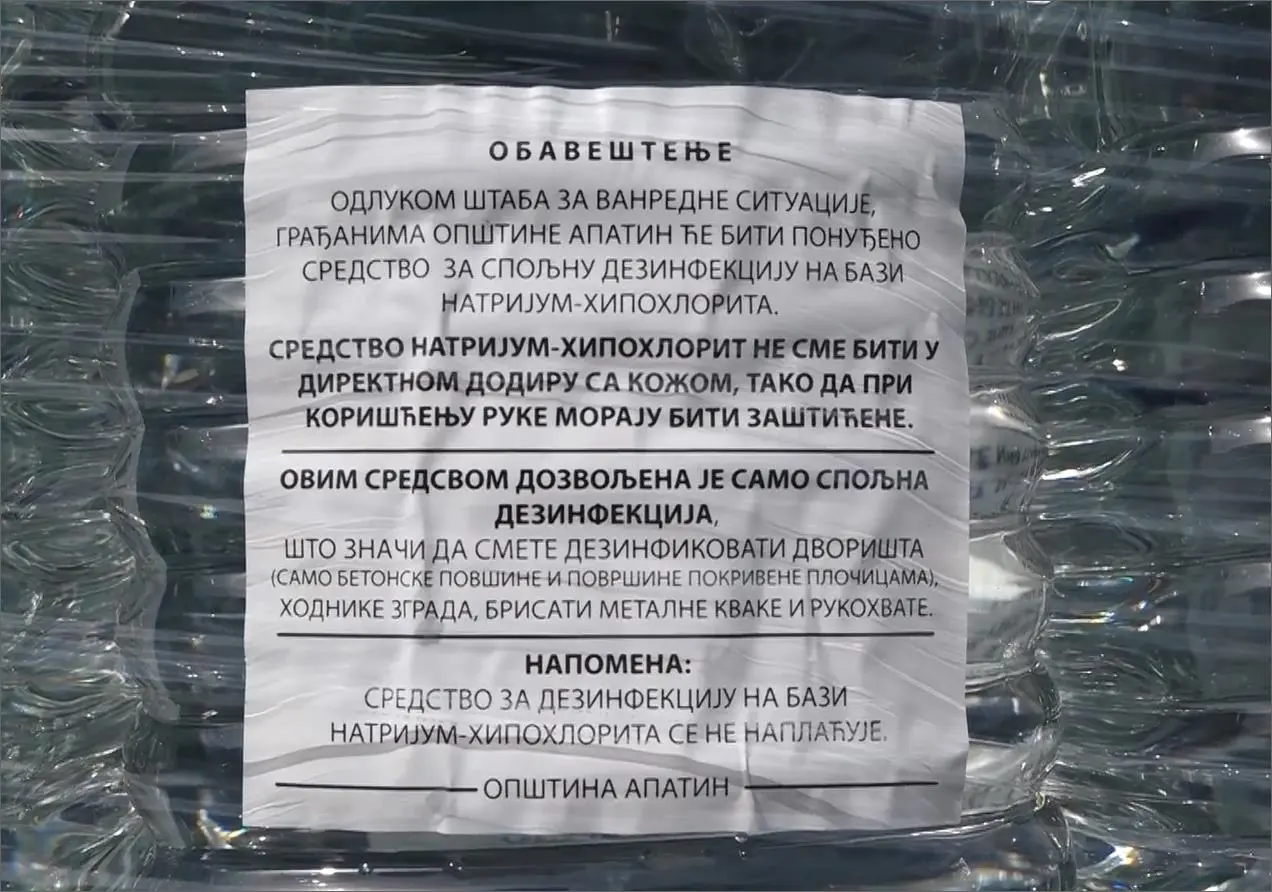 ОБАВЕШТЕЊЕ
ОДЛУКОМ ШТАБА ЗА ВАНРЕДНЕ СИТУАЦИЈЕ,
ГРАЂАНИМА ОПШТИНЕ АПАТИН ЋЕ БИТИ ПОНУЂЕНО
СРЕДСТВО ЗА СПОЉНУ ДЕЗИНФЕКЦИЈУ НА БАЗИ
НАТРИЈУМ-ХИПОХЛОРИТА.
СРЕДСТВО НАТРИЈУМ-ХИПОХЛОРИТ НЕ СМЕ БИТИ У
ДИРЕКТНОМ ДОДИРУ СА КОЖОМ, ТАКО ДА ПРИ
КОРИШЋЕЊУ РУКЕ МОРАЈУ БИТИ ЗАШТИЋЕНЕ.
ОВИМ СРЕДСВОМ ДОЗВОЉЕНА ЈЕ САМО СПОЉНА
ДЕЗИНФЕКЦИЈА,
ШТО ЗНАЧИ ДА СМЕТЕ ДЕЗИНФИКОВАТИ ДВОРИШТА
(САМО БЕТОНСКЕ ПОВШИНЕ И ПОВРШИНЕ ПОКРИВЕНЕ ПЛОЧИЦАМА),
ХОДНИКЕ ЗГРАДА, БРИСАТИ МЕТАЛНЕ КВАКЕ И РУКОХВАТЕ.
НАПОМЕНА:
СРЕДСТВО ЗА ДЕЗИНФЕКЦИЈУ НА БАЗИ
НАТРИЈУМ-ХИПОХЛОРИТА СЕ НЕ НАПЛАЋУЈЕ.
ОПШТИНА АПАТИН